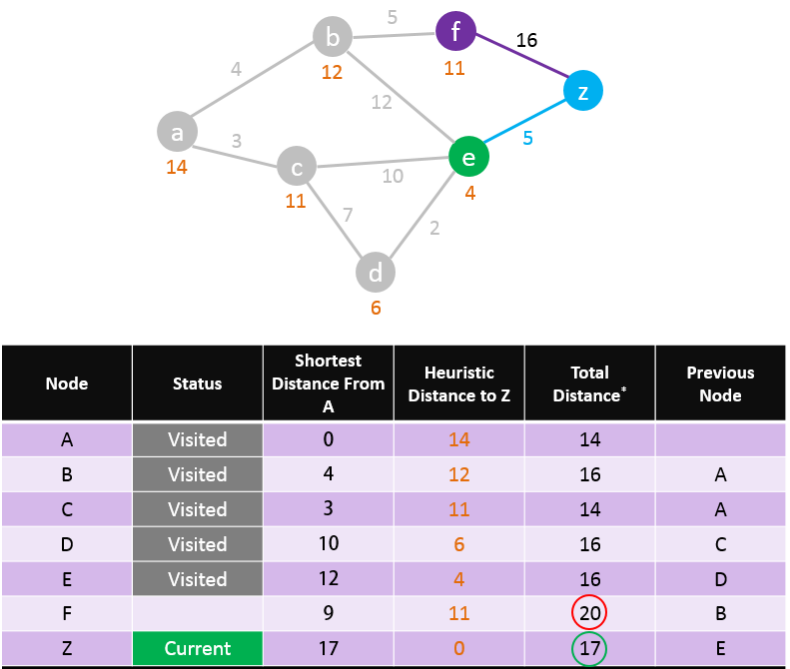 5
b
f
16
12
11
4
z
12
a
3
5
e
14
c
10
4
11
7
2
d
6
Node Status Shortest Distance From A Heuristic Distance to Z Total Distance* Previous Node
A Visited 0 14 14
B Visited 4 12 16 A
C Visited 3 11 14 A
D Visited 10 6 16 C
E Visited 12 4 16 D
F 9 11 20 B
Z Current 17 0 17 E